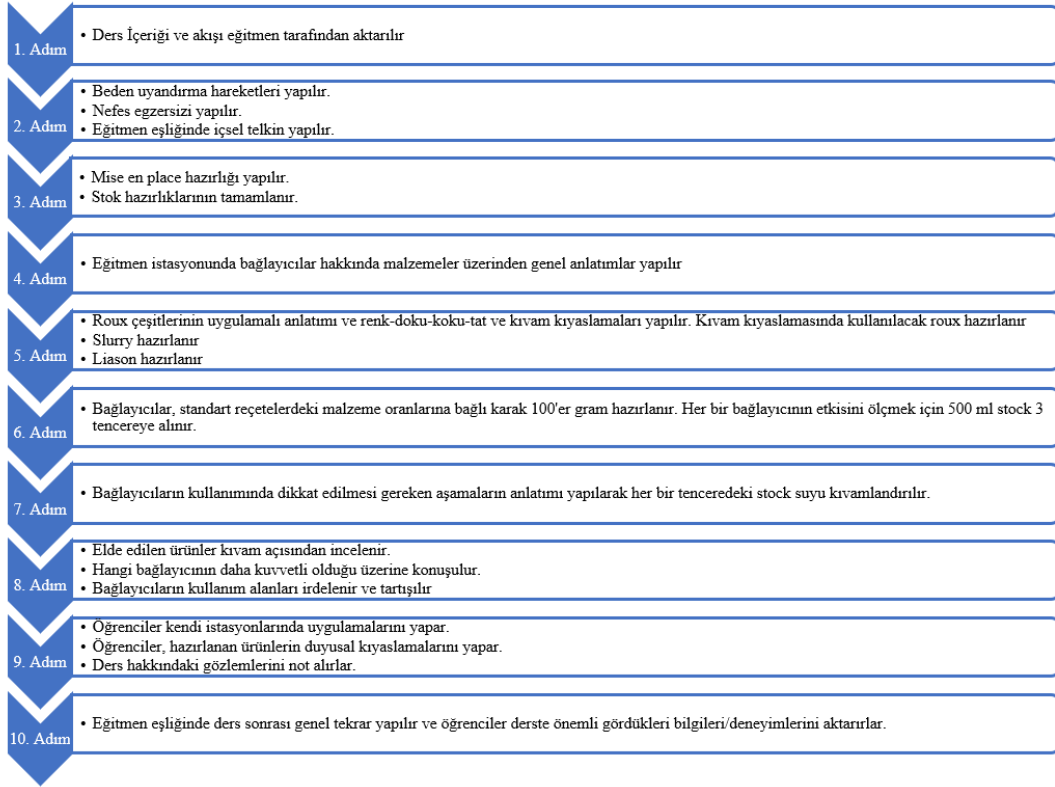 1. Adım
• Ders İçeriği ve akışı eğitmen tarafından aktarılır
2. Adım
• Beden uyandırma hareketleri yapılır.
• Nefes egzersizi yapılır.
• Eğitmen eşliğinde içsel telkin yapılır.
3. Adım
• Mise en place hazırlığı yapılır.
• Stok hazırlıklarının tamamlanır.
4. Adım
• Eğitmen istasyonunda bağlayıcılar hakkında malzemeler üzerinden genel anlatımlar yapılır
5. Adım
• Roux çeşitlerinin uygulamalı anlatımı ve renk-doku-koku-tat ve kıvam kıyaslamaları yapılır. Kıvam kıyaslamasında kullanılacak roux hazırlanır
• Slurry hazırlanır
• Liason hazırlanır
6. Adım
• Bağlayıcılar, standart reçetelerdeki malzeme oranlarına bağlı karak 100'er gram hazırlanır. Her bir bağlayıcının etkisini ölçmek için 500 ml stock 3
tencereye alınır.
7. Adım
• Bağlayıcıların kullanımında dikkat edilmesi gereken aşamaların anlatımı yapılarak her bir tenceredeki stock suyu kıvamlandırılır.
8. Adım
• Elde edilen ürünler kıvam açısından incelenir.
• Hangi bağlayıcının daha kuvvetli olduğu üzerine konuşulur.
• Bağlayıcıların kullanım alanları irdelenir ve tartışılır
9. Adım
• Öğrenciler kendi istasyonlarında uygulamalarını yapar.
• Öğrenciler, hazırlanan ürünlerin duyusal kıyaslamalarını yapar.
• Ders hakkındaki gözlemlerini not alırlar.
10. Adım
• Eğitmen eşliğinde ders sonrası genel tekrar yapılır ve öğrenciler derste önemli gördükleri bilgileri/deneyimlerini aktarırlar.